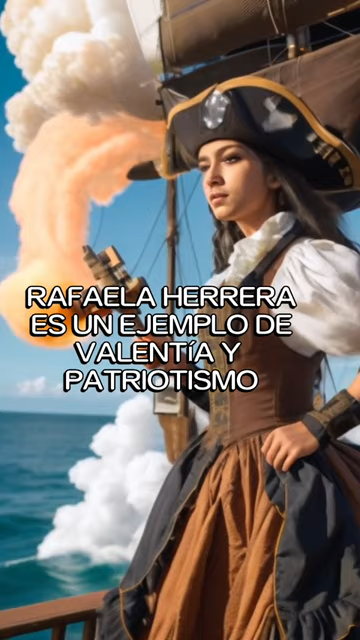 RAFAELA HERRERA
ES UN EJEMPLO DE
VALENTÍA Y
PATRIOTISMO